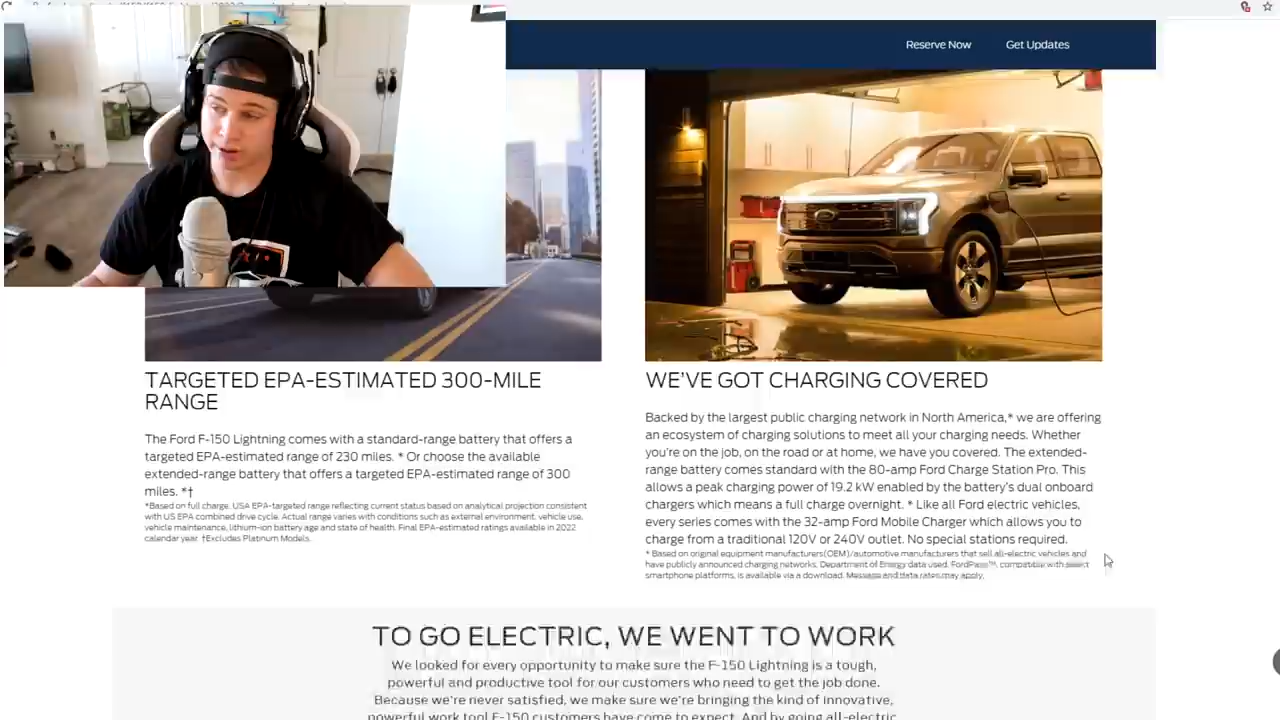 Reserve Now
Get Updates
TARGETED EPA-ESTIMATED 300-MILE
RANGE
The Ford F-150 Lightning comes with a standard-range battery that offers a
targeted EPA-estimated range of 230 miles. * Or choose the available
extended-range battery that offers a targeted EPA-estimated range of 300
miles. *†
*Based on full charge. USA EPA-targeted range reflecting current status based on analytical projection consistent
with US EPA combined drive cycle. Actual range varies with conditions such as external environment, vehicle use,
vehicle maintenance, lithium-ion battery age and state of health. Final EPA-estimated ratings available in 2022
calendar year. †Excludes Platinum Models.
WE'VE GOT CHARGING COVERED
Backed by the largest public charging network in North America,* we are offering
an ecosystem of charging solutions to meet all your charging needs. Whether
you're on the job, on the road or at home, we have you covered. The extended-
range battery comes standard with the 80-amp Ford Charge Station Pro. This
allows a peak charging power of 19.2 kW enabled by the battery's dual onboard
chargers which means a full charge overnight. * Like all Ford electric vehicles,
every series comes with the 32-amp Ford Mobile Charger which allows you to
charge from a traditional 120V or 240V outlet. No special stations required.
* Based on original equipment manufacturers (OEM)/automotive manufacturers that sell all-electric vehicles and
have publicly announced charging networks. Department of Energy data used. FordPass™, compatible with select
smartphone platforms, is available via a download. Message and data rates may apply.
TO GO ELECTRIC, WE WENT TO WORK
We looked for every opportunity to make sure the F-150 Lightning is a tough,
powerful and productive tool for our customers who need to get the job done.
Because we're never satisfied, we make sure we're bringing the kind of innovative,
powerful work tool F-150 customers have come to expect. And by going all-electric